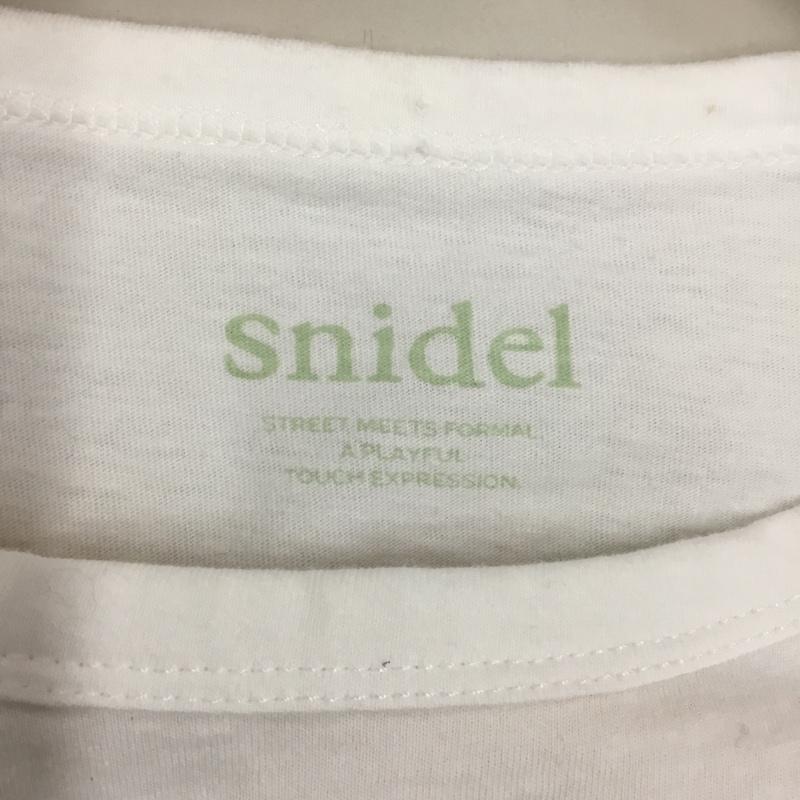 snidel
STREET MEETS FORMAL
A PLAYFUL
TOUCH EXPRESSION.